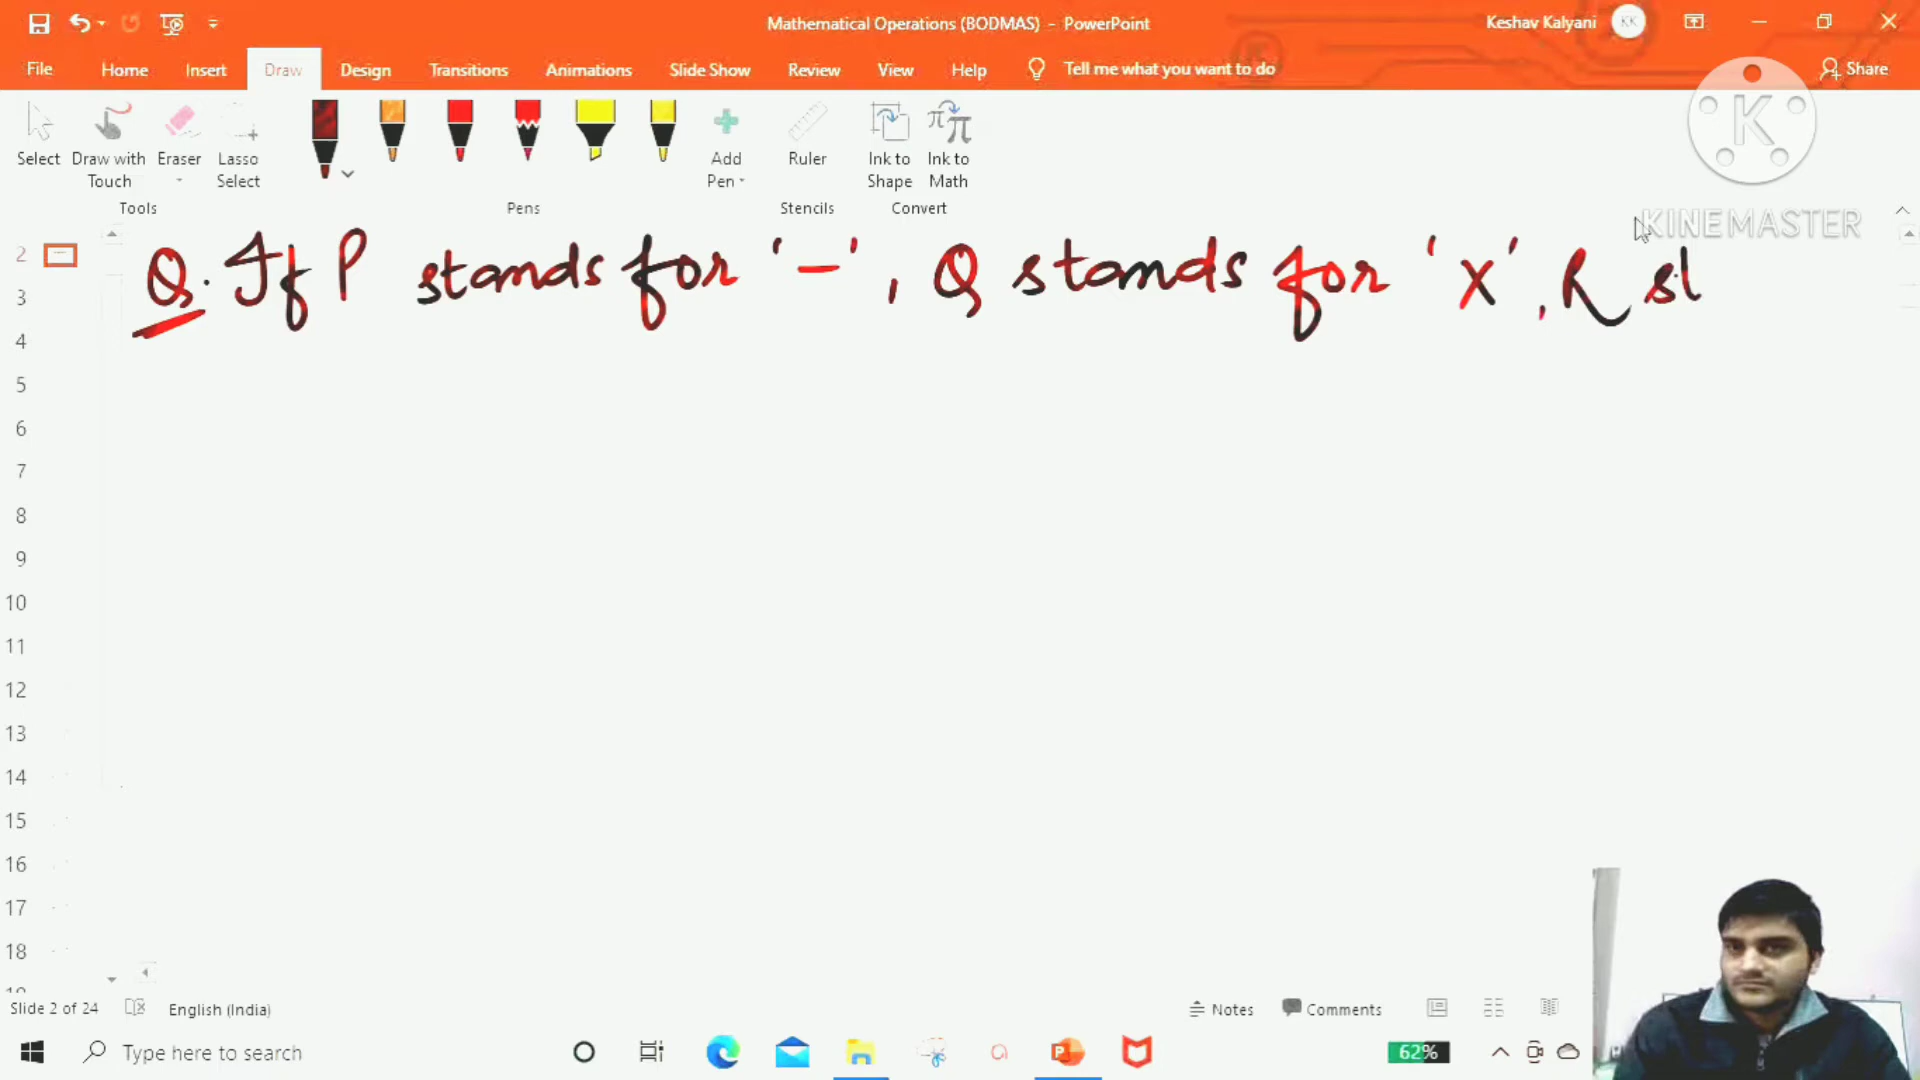 Mathematical Operations (BODMAS) - PowerPoint
Keshav Kalyani KK
File Home Insert Draw Design Transitions Animations Slide Show Review View Help Tell me what you want to do Share
Select Draw with Touch Eraser Lasso Select Add Pen Ruler Ink to Shape Ink to Math
Tools Pens Stencils Convert
K
KINEMASTER
Q. If P stands for '-', Q stands for 'x', R st
2
3
4
5
6
7
8
9
10
11
12
13
14
15
16
17
18
Slide 2 of 24 English (India) Notes Comments
Type here to search 62%